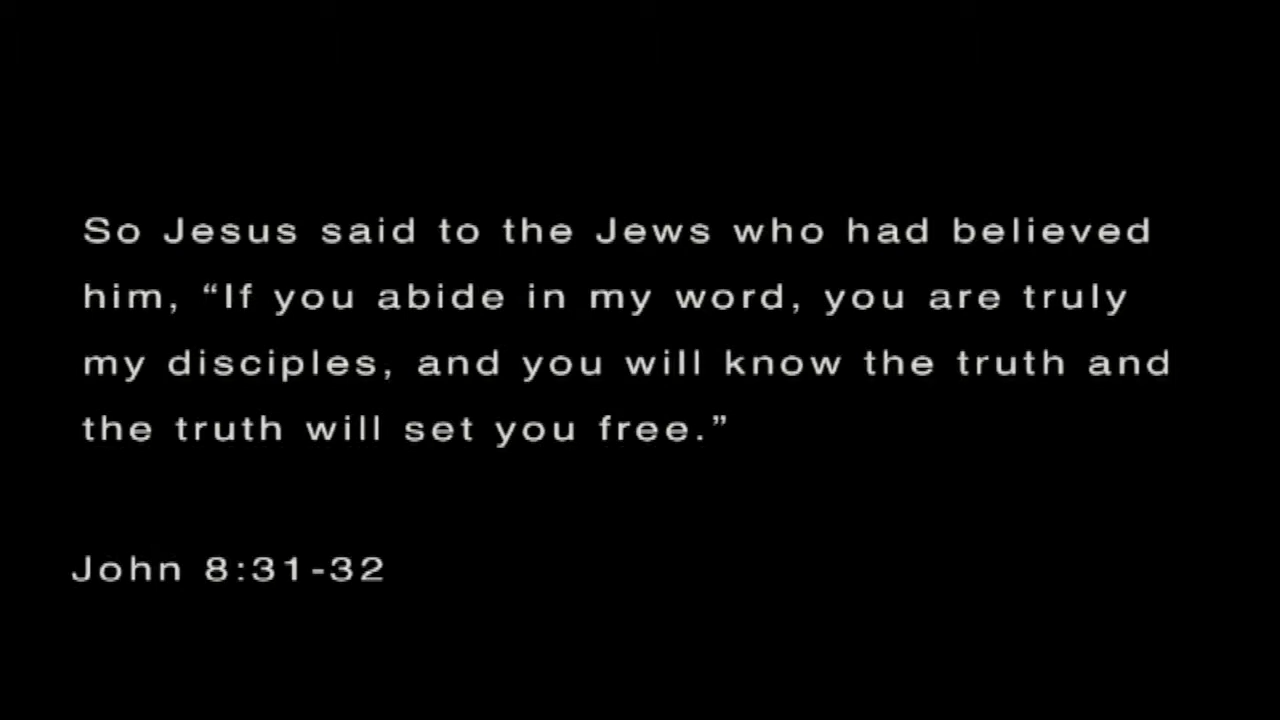 So Jesus said to the Jews who had believed
him, “If you abide in my word, you are truly
my disciples, and you will know the truth and
the truth will set you free.”
John 8:31-32